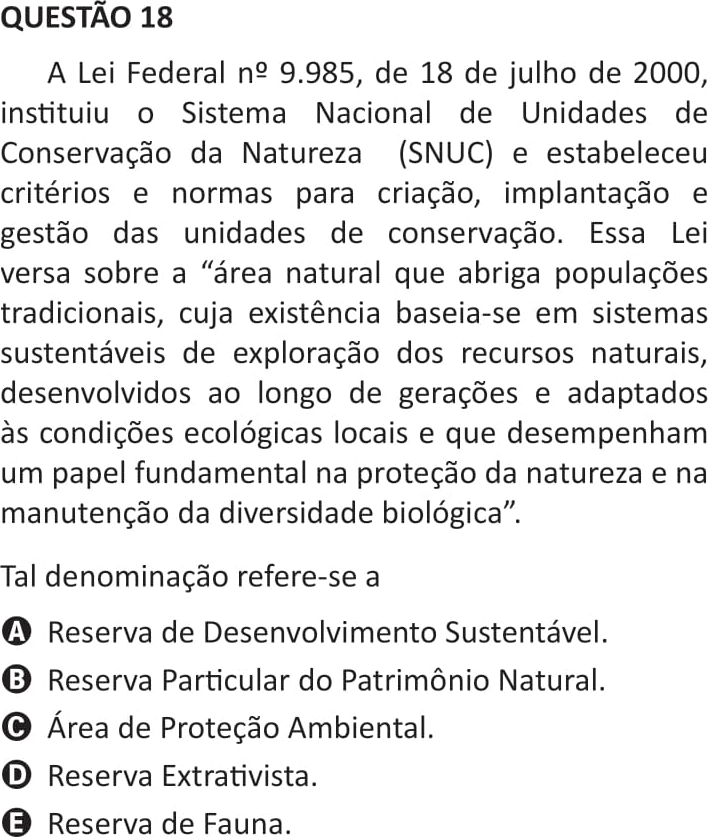 QUESTÃO 18
A Lei Federal nº 9.985, de 18 de julho de 2000,
instituiu o Sistema Nacional de Unidades de
Conservação da Natureza (SNUC) e estabeleceu
critérios e normas para criação, implantação e
gestão das unidades de conservação. Essa Lei
versa sobre a “área natural que abriga populações
tradicionais, cuja existência baseia-se em sistemas
sustentáveis de exploração dos recursos naturais,
desenvolvidos ao longo de gerações e adaptados
às condições ecológicas locais e que desempenham
um papel fundamental na proteção da natureza e na
manutenção da diversidade biológica”.
Tal denominação refere-se a
A Reserva de Desenvolvimento Sustentável.
B Reserva Particular do Patrimônio Natural.
C Área de Proteção Ambiental.
D Reserva Extrativista.
E Reserva de Fauna.